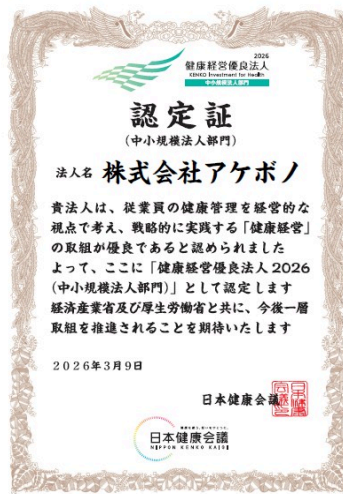 2026
健康経営優良法人
KENKO Investment for Health
中小規模法人部門
認定証
(中小規模法人部門)
法人名 株式会社アケボノ
貴法人は、従業員の健康管理を経営的な
視点で考え、戦略的に実践する「健康経営」
の取組が優良であると認められました
よって、ここに「健康経営優良法人2026
(中小規模法人部門)」として認定します
経済産業省及び厚生労働省と共に、今後一層
取組を推進されることを期待いたします
2026年3月9日
日本健康会議
日本健康会議
NIPPON KENKO KAIGI